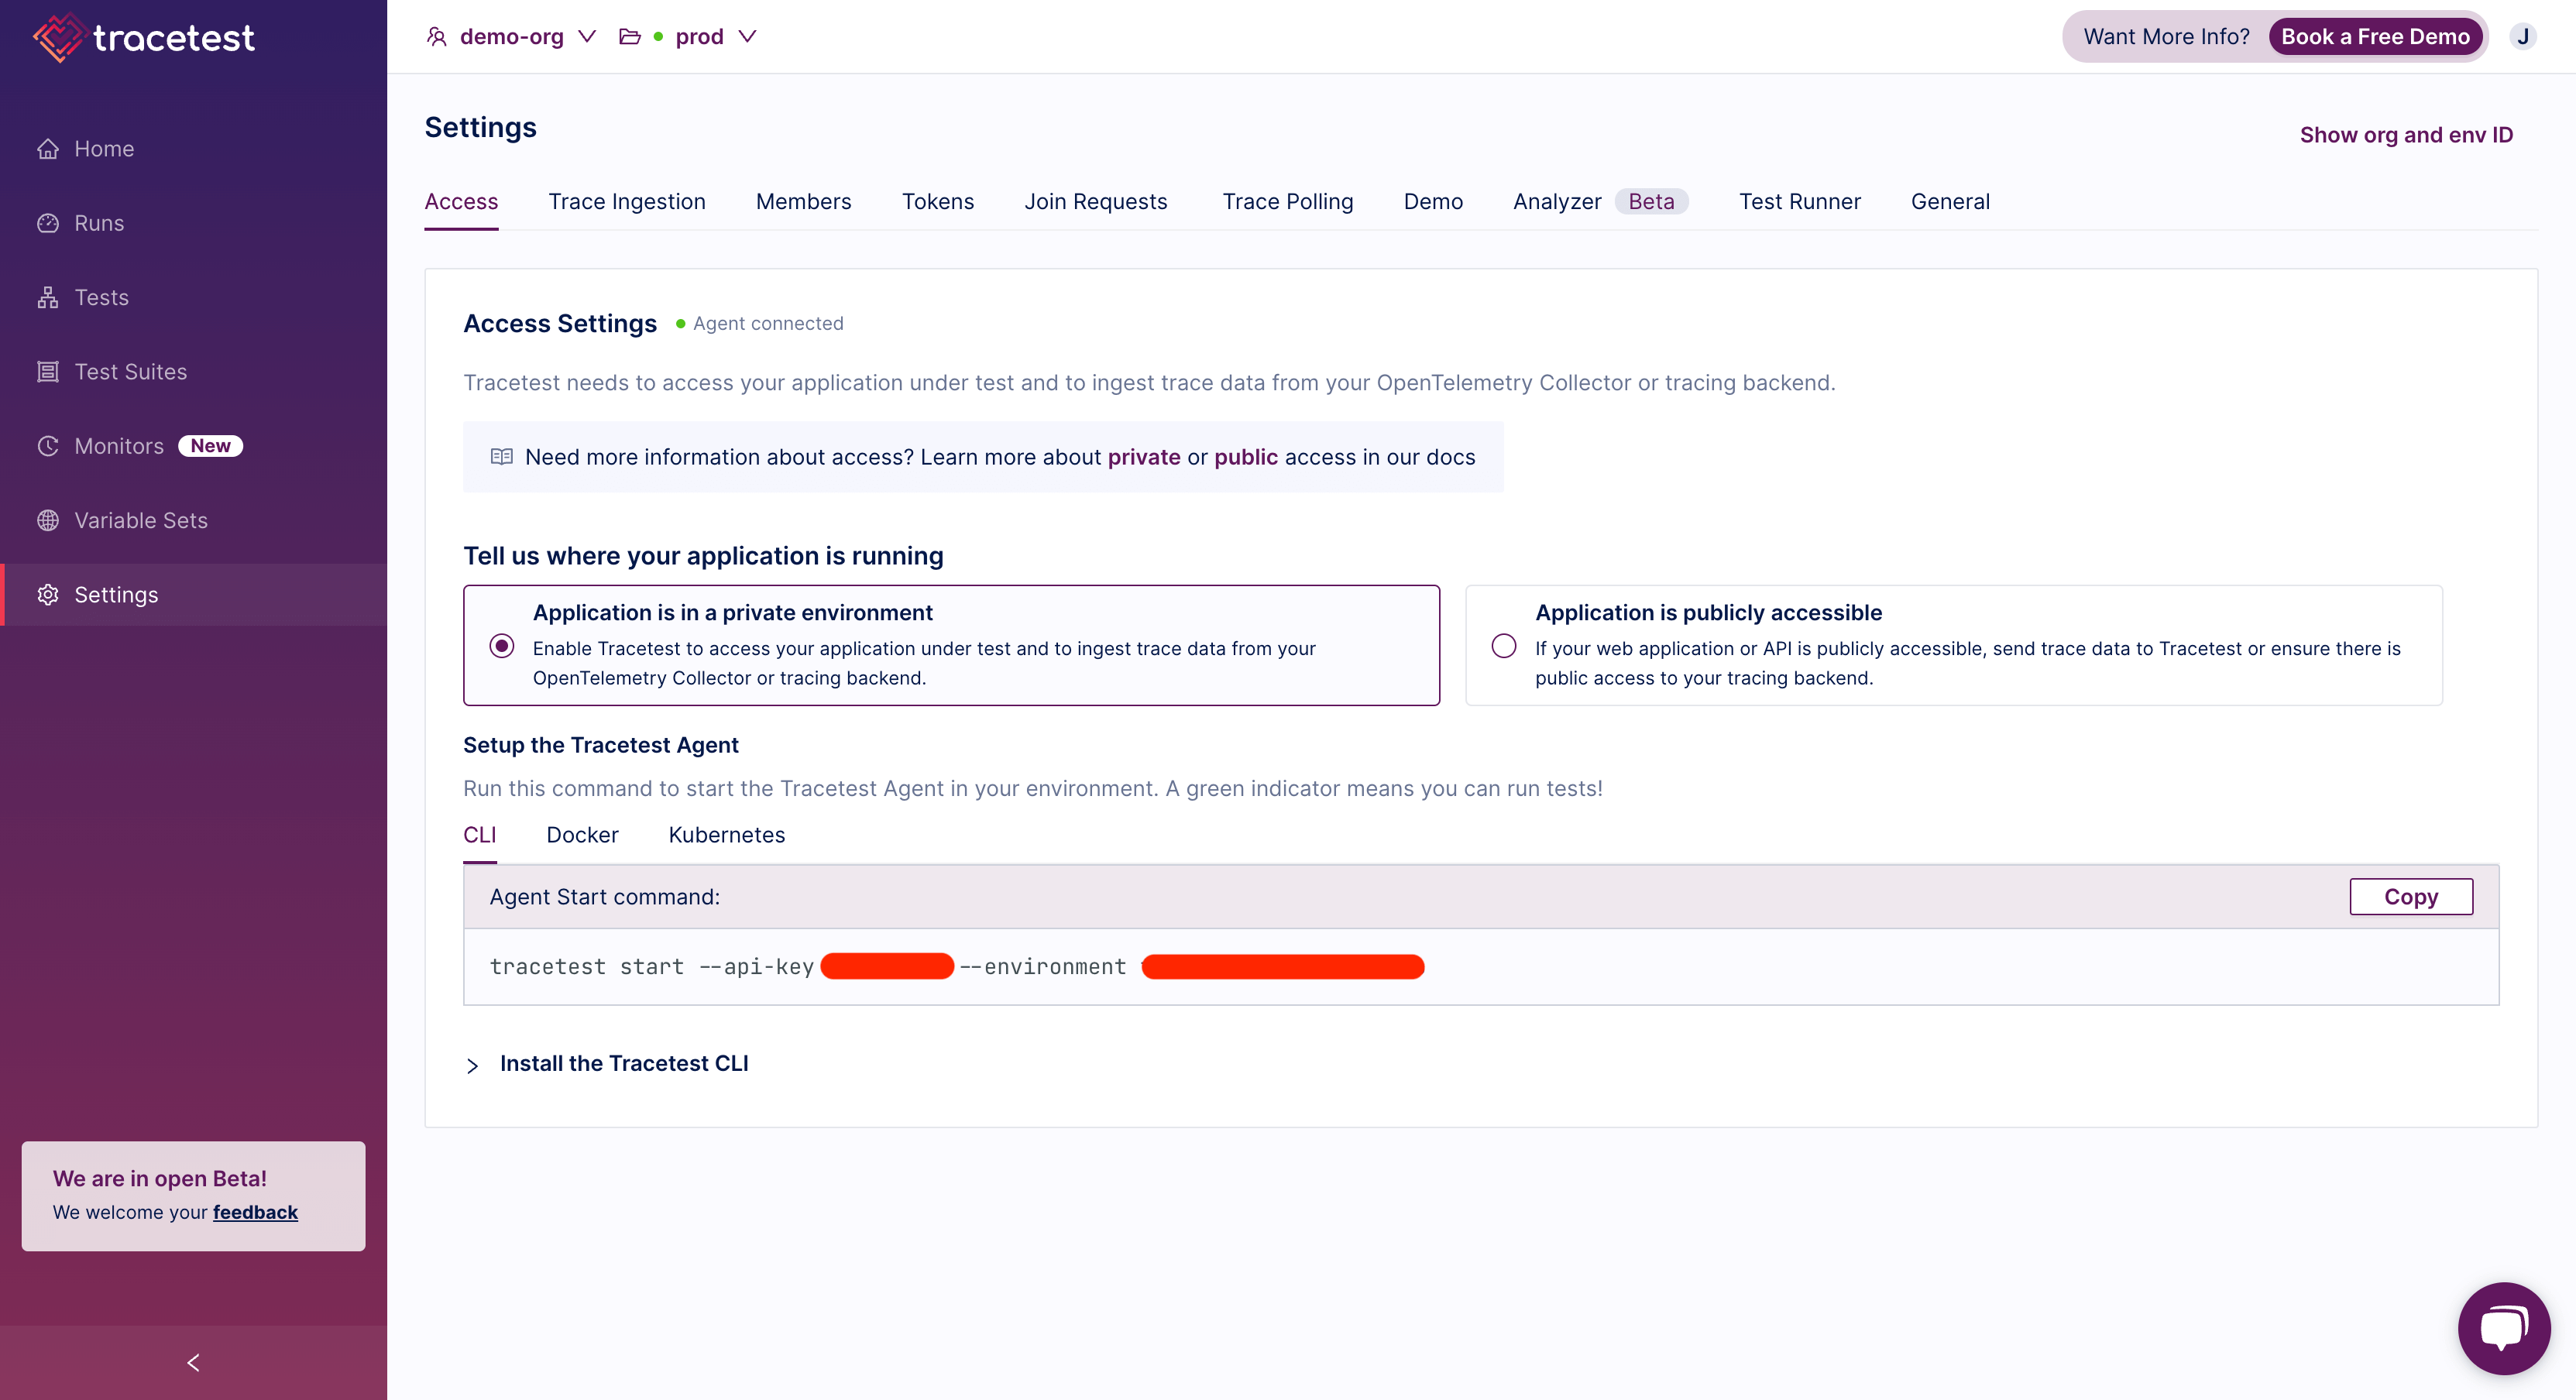 tracetest
demo-org
prod
Want More Info?
Book a Free Demo
J
Home
Runs
Tests
Test Suites
Monitors New
Variable Sets
Settings
We are in open Beta!
We welcome your feedback
Settings
Show org and env ID
Access
Trace Ingestion
Members
Tokens
Join Requests
Trace Polling
Demo
Analyzer Beta
Test Runner
General
Access Settings
Agent connected
Tracetest needs to access your application under test and to ingest trace data from your OpenTelemetry Collector or tracing backend.
Need more information about access? Learn more about private or public access in our docs
Tell us where your application is running
Application is in a private environment
Enable Tracetest to access your application under test and to ingest trace data from your
OpenTelemetry Collector or tracing backend.
Application is publicly accessible
If your web application or API is publicly accessible, send trace data to Tracetest or ensure there is
public access to your tracing backend.
Setup the Tracetest Agent
Run this command to start the Tracetest Agent in your environment. A green indicator means you can run tests!
CLI
Docker
Kubernetes
Agent Start command:
Copy
tracetest start --api-key --environment
Install the Tracetest CLI